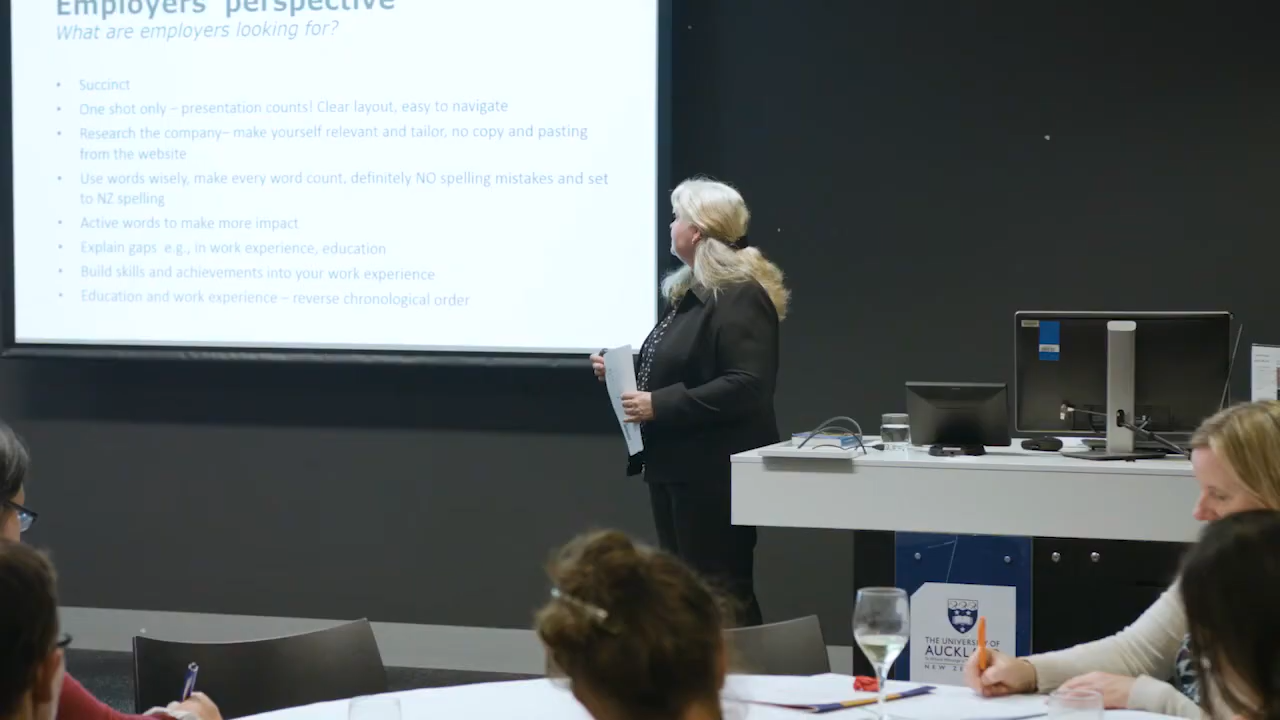 Employers' perspective
What are employers looking for?
• Succinct
• One shot only – presentation counts! Clear layout, easy to navigate
• Research the company– make yourself relevant and tailor, no copy and pasting
from the website
• Use words wisely, make every word count, definitely NO spelling mistakes and set
to NZ spelling
• Active words to make more impact
• Explain gaps e.g., in work experience, education
• Build skills and achievements into your work experience
• Education and work experience – reverse chronological order
THE UNIVERSITY OF
AUCKLA
NEW ZE